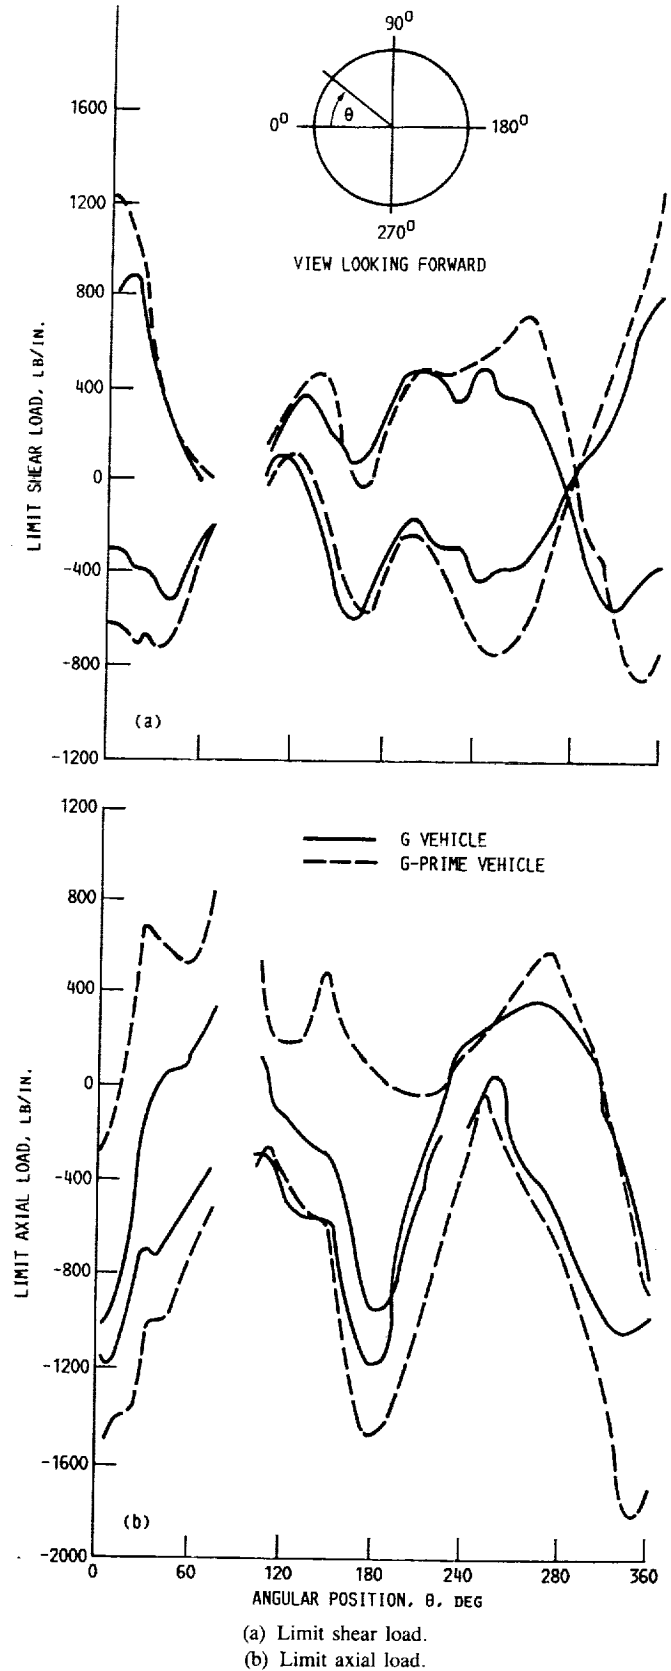 90°
0°
θ
180°
270°
VIEW LOOKING FORWARD
LIMIT SHEAR LOAD, LB/IN.
1600
1200
800
400
0
-400
-800
-1200
(a)
G VEHICLE
G-PRIME VEHICLE
LIMIT AXIAL LOAD, LB/IN.
1200
800
400
0
-400
-800
-1200
-1600
-2000
(b)
0 60 120 180 240 280 360
ANGULAR POSITION, θ, DEG
(a) Limit shear load.
(b) Limit axial load.